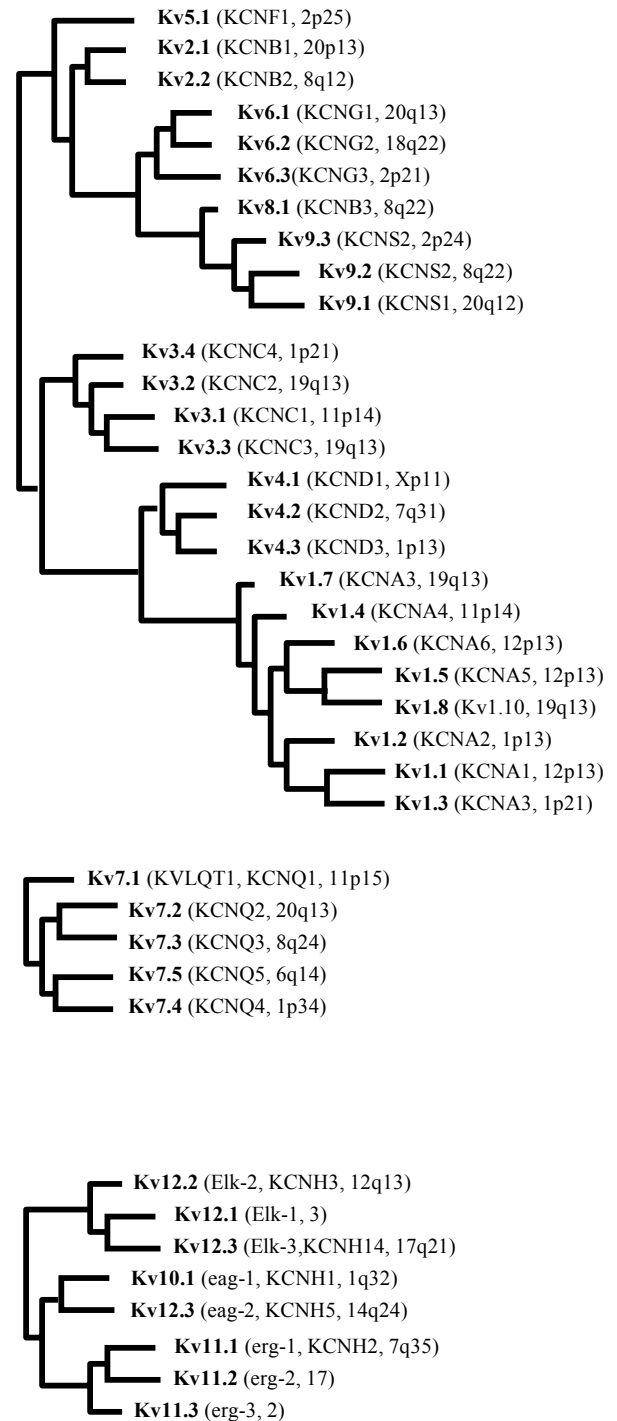 Kv5.1 (KCNF1, 2p25)
Kv2.1 (KCNB1, 20p13)
Kv2.2 (KCNB2, 8q12)
Kv6.1 (KCNG1, 20q13)
Kv6.2 (KCNG2, 18q22)
Kv6.3(KCNG3, 2p21)
Kv8.1 (KCNB3, 8q22)
Kv9.3 (KCNS2, 2p24)
Kv9.2 (KCNS2, 8q22)
Kv9.1 (KCNS1, 20q12)
Kv3.4 (KCNC4, 1p21)
Kv3.2 (KCNC2, 19q13)
Kv3.1 (KCNC1, 11p14)
Kv3.3 (KCNC3, 19q13)
Kv4.1 (KCND1, Xp11)
Kv4.2 (KCND2, 7q31)
Kv4.3 (KCND3, 1p13)
Kv1.7 (KCNA3, 19q13)
Kv1.4 (KCNA4, 11p14)
Kv1.6 (KCNA6, 12p13)
Kv1.5 (KCNA5, 12p13)
Kv1.8 (Kv1.10, 19q13)
Kv1.2 (KCNA2, 1p13)
Kv1.1 (KCNA1, 12p13)
Kv1.3 (KCNA3, 1p21)
Kv7.1 (KVLQT1, KCNQ1, 11p15)
Kv7.2 (KCNQ2, 20q13)
Kv7.3 (KCNQ3, 8q24)
Kv7.5 (KCNQ5, 6q14)
Kv7.4 (KCNQ4, 1p34)
Kv12.2 (Elk-2, KCNH3, 12q13)
Kv12.1 (Elk-1, 3)
Kv12.3 (Elk-3,KCNH14, 17q21)
Kv10.1 (eag-1, KCNH1, 1q32)
Kv12.3 (eag-2, KCNH5, 14q24)
Kv11.1 (erg-1, KCNH2, 7q35)
Kv11.2 (erg-2, 17)
Kv11.3 (erg-3, 2)